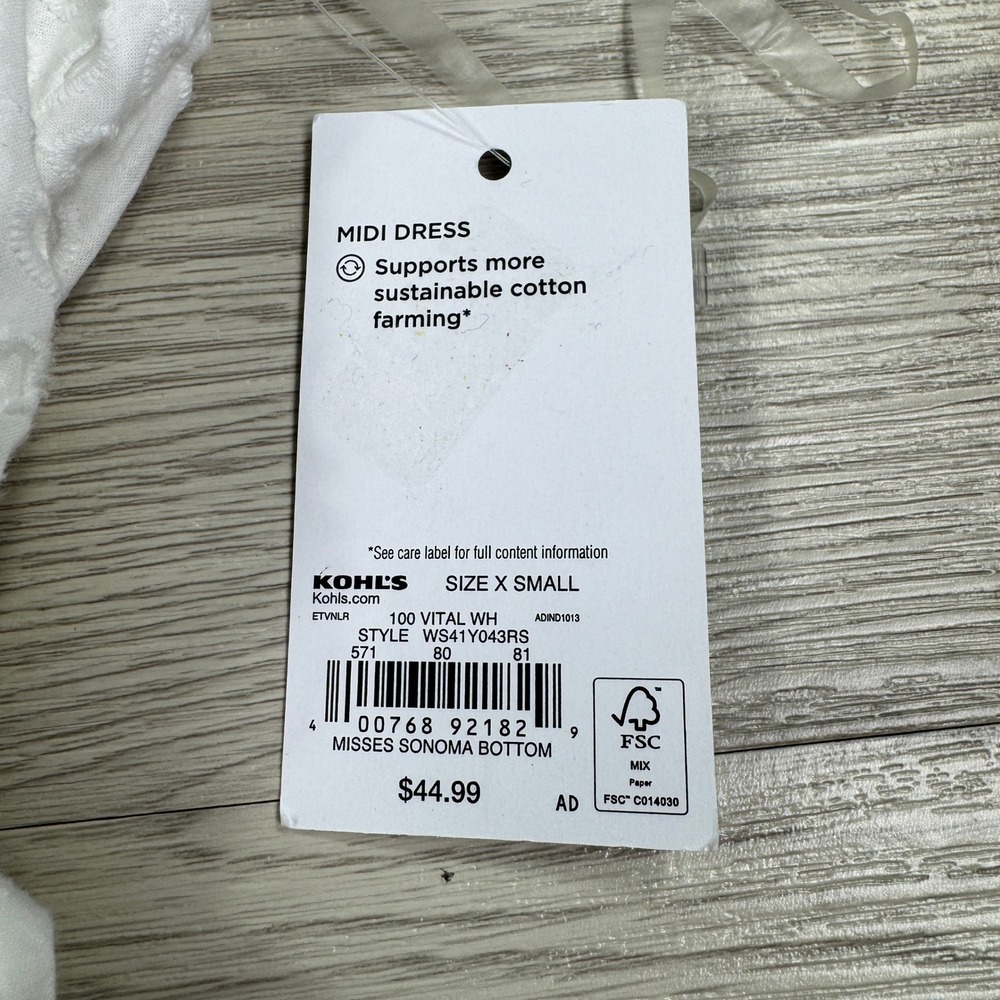 MIDI DRESS
Supports more
sustainable cotton
farming*
*See care label for full content information
KOHL'S SIZE X SMALL
Kohls.com
ETVNLR 100 VITAL WH ADIND1013
STYLE WS41Y043RS
571 80 81
4 00768 92182 9
MISSES SONOMA BOTTOM
$44.99
AD
™
FSC
MIX
Paper
FSC™ C014030